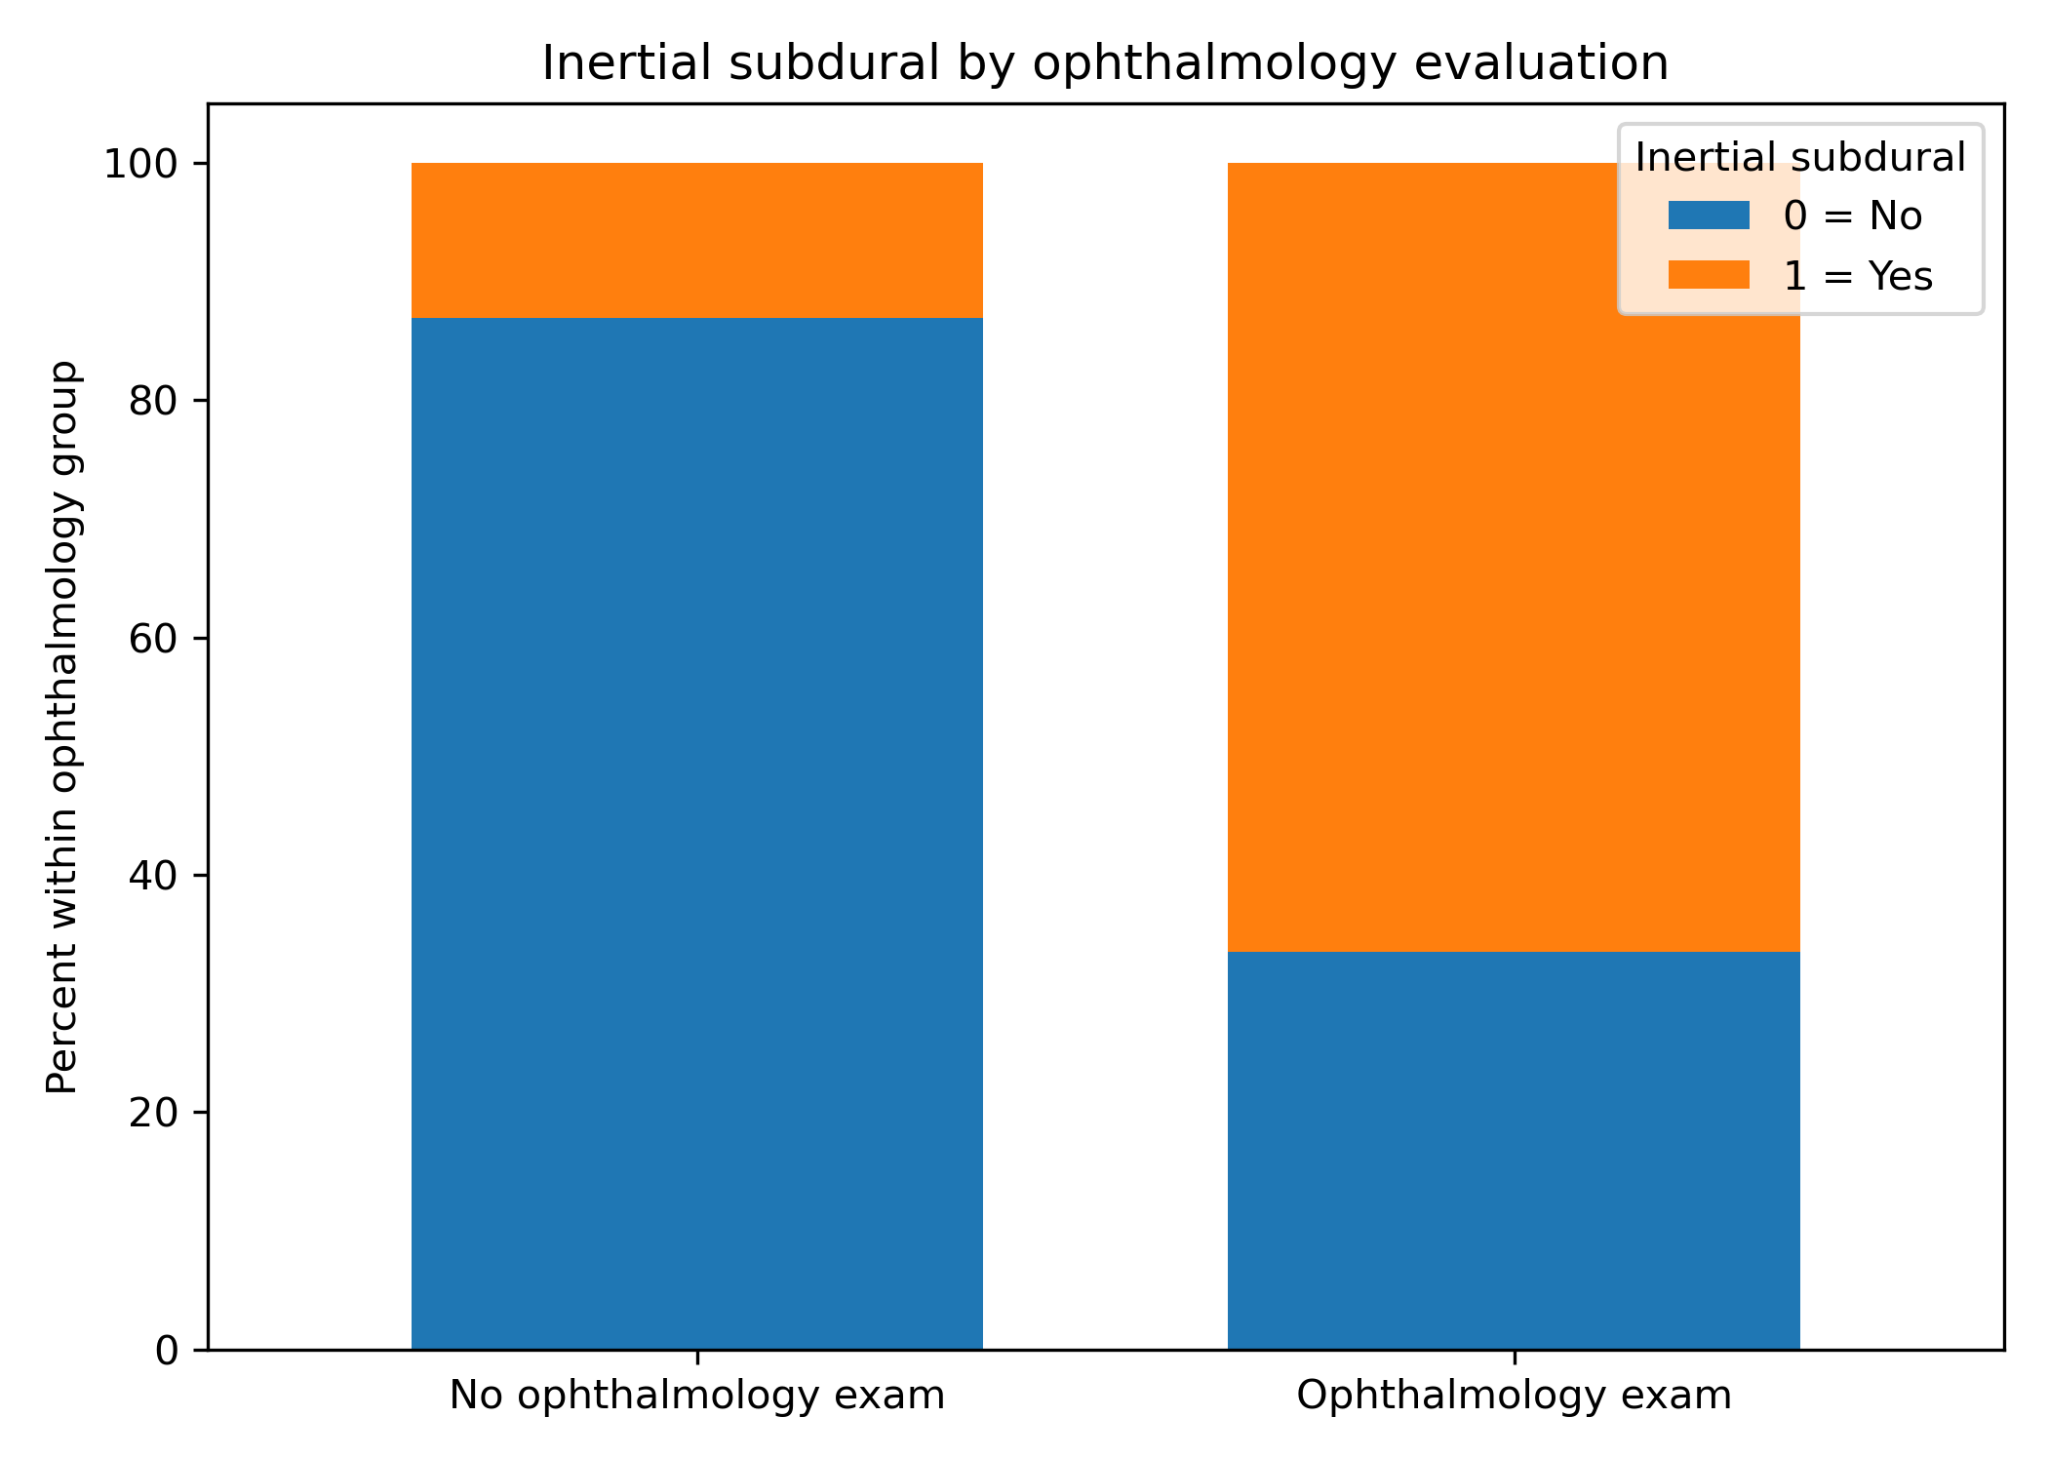 Inertial subdural by ophthalmology evaluation
Inertial subdural
0 = No
1 = Yes
Percent within ophthalmology group
100
80
60
40
20
0
No ophthalmology exam
Ophthalmology exam